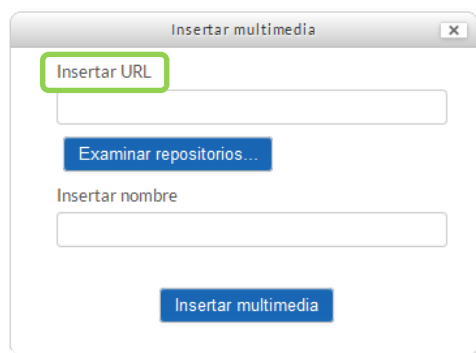 Insertar multimedia
Insertar URL
Examinar repositorios...
Insertar nombre
Insertar multimedia